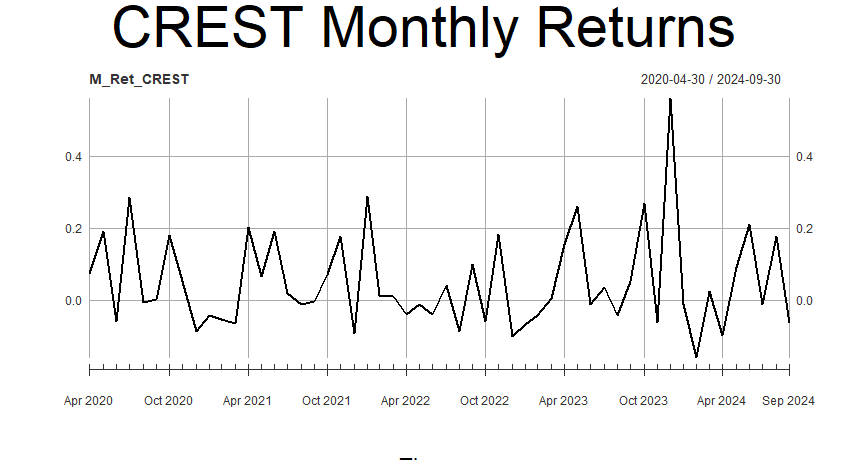 CREST Monthly Returns
M_Ret_CREST 2020-04-30 / 2024-09-30
0.4 0.4
0.2 0.2
0.0 0.0
Apr 2020 Oct 2020 Apr 2021 Oct 2021 Apr 2022 Oct 2022 Apr 2023 Oct 2023 Apr 2024 Sep 2024